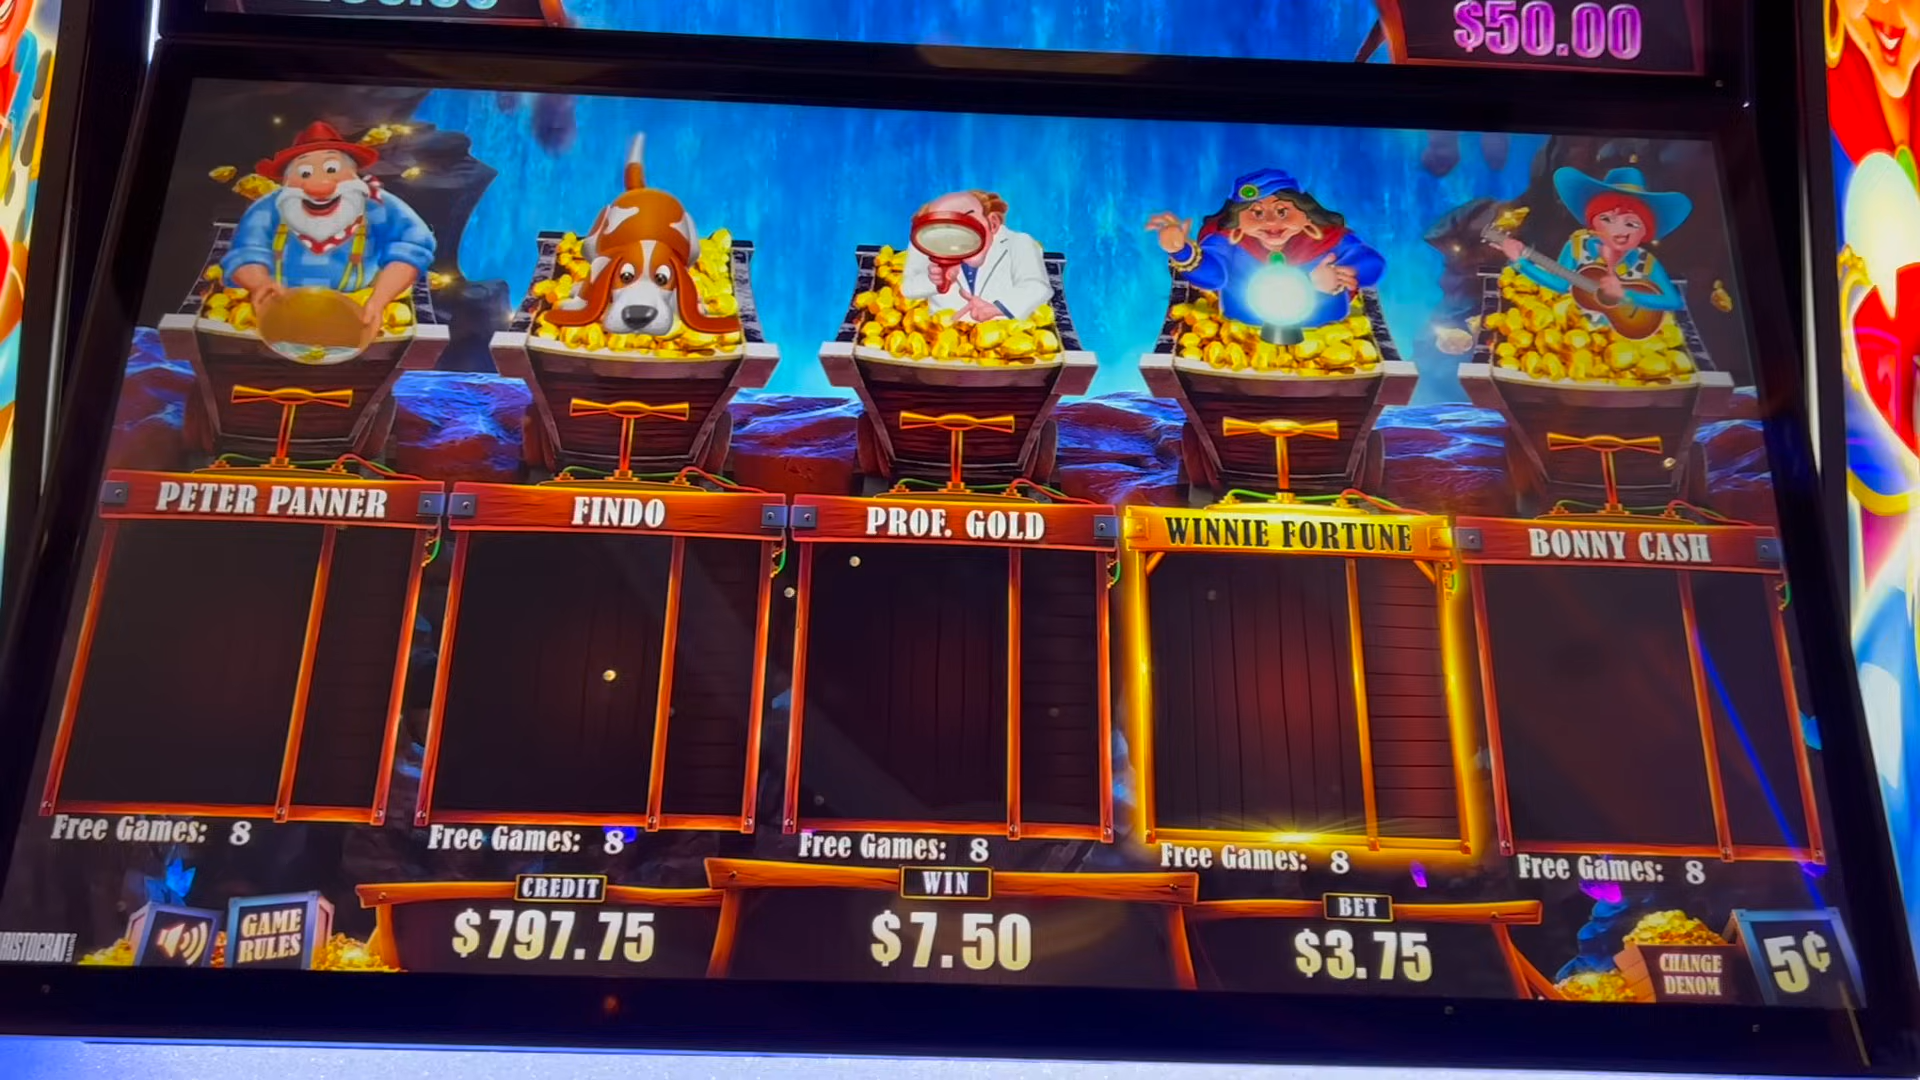 $50.00
PETER PANNER
FINDO
PROF. GOLD
WINNIE FORTUNE
BONNY CASH
Free Games: 8
Free Games: 8
Free Games: 8
Free Games: 8
Free Games: 8
ARISTOCRAT
GAME
RULES
CREDIT
$797.75
WIN
$7.50
BET
$3.75
CHANGE
DENOM
5¢